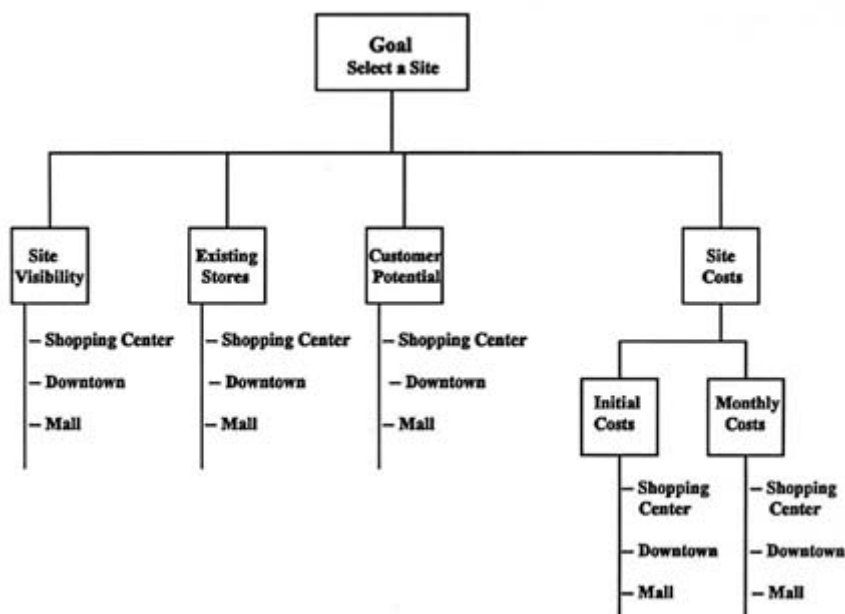 Goal
Select a Site
Site
Visibility
Existing
Stores
Customer
Potential
Site
Costs
– Shopping Center
– Downtown
– Mall
– Shopping Center
– Downtown
– Mall
– Shopping Center
– Downtown
– Mall
Initial
Costs
Monthly
Costs
– Shopping
Center
– Downtown
– Mall
– Shopping
Center
– Downtown
– Mall